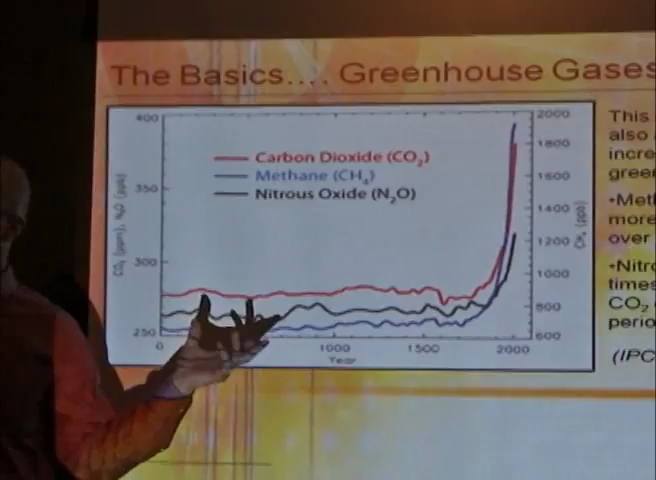 The Basics.... Greenhouse Gases
400
350
300
250
CO₂ (ppm), N₂O (ppb)
Carbon Dioxide (CO₂)
Methane (CH₄)
Nitrous Oxide (N₂O)
2000
1800
1600
1400
1200
1000
800
600
CH₄ (ppb)
0
1000
1500
2000
Year
This
also
incre
green
•Meth
more
over
•Nitro
times
CO₂
perio
(IPC